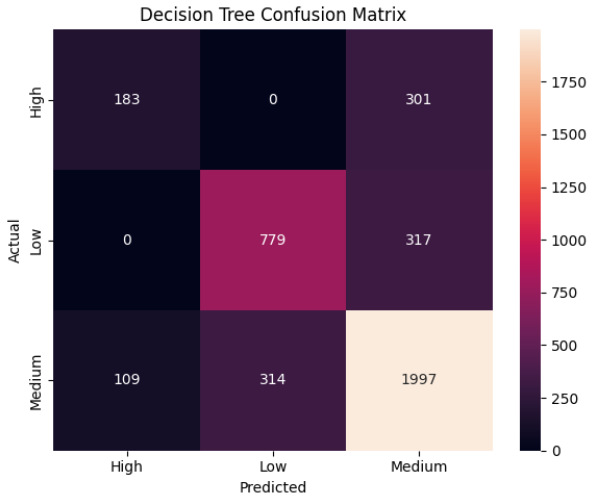 Decision Tree Confusion Matrix
Actual
High
Low
Medium
183 0 301
0 779 317
109 314 1997
High Low Medium
Predicted
1750
1500
1250
1000
750
500
250
0